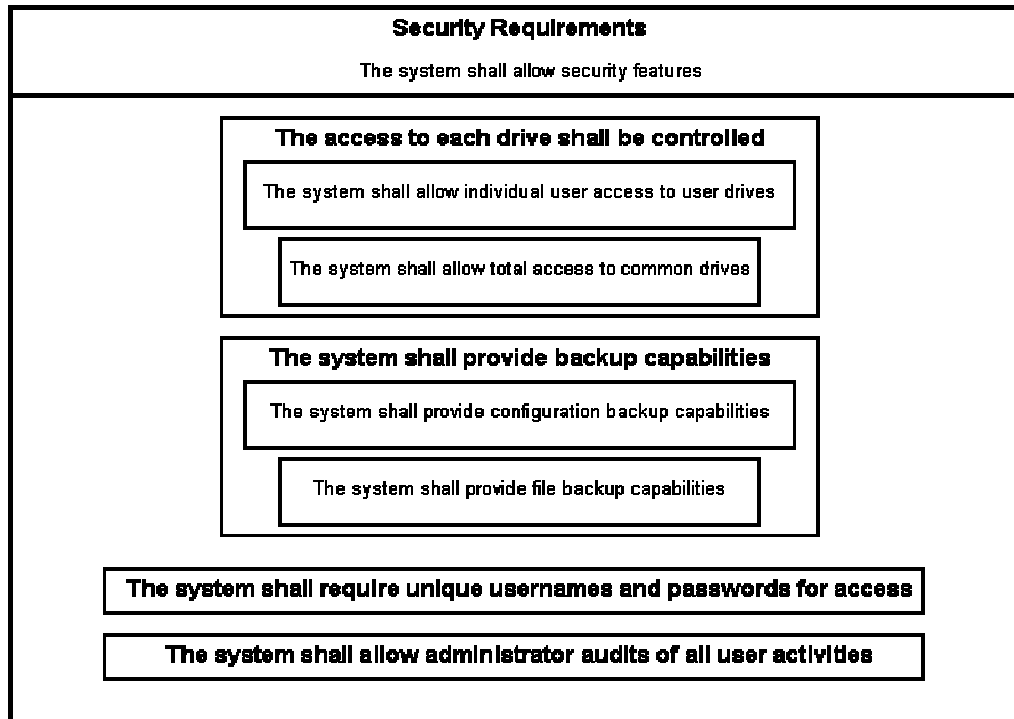 Security Requirements
The system shall allow security features
The access to each drive shall be controlled
The system shall allow individual user access to user drives
The system shall allow total access to common drives
The system shall provide backup capabilities
The system shall provide configuration backup capabilities
The system shall provide file backup capabilities
The system shall require unique usernames and passwords for access
The system shall allow administrator audits of all user activities